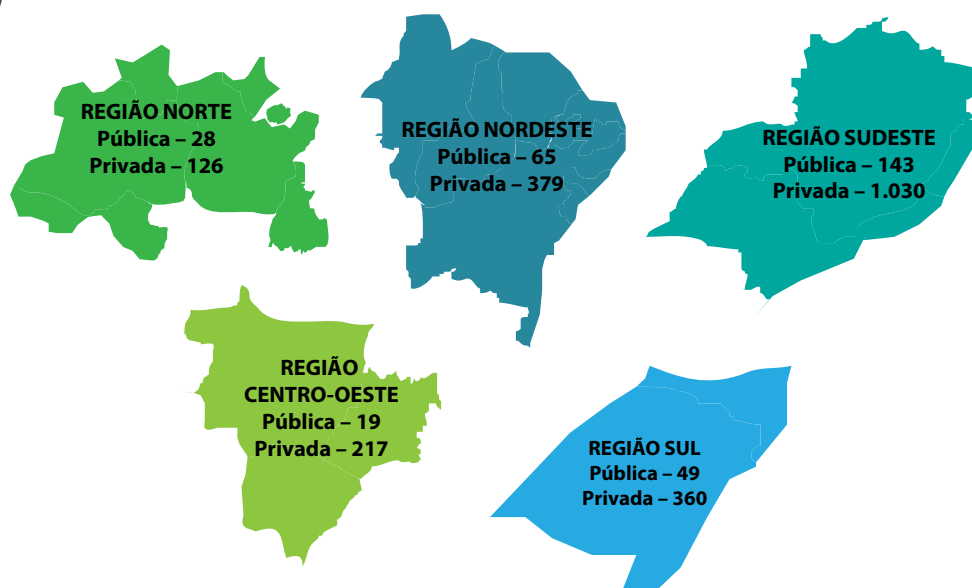 REGIÃO NORTE
Pública – 28
Privada – 126
REGIÃO NORDESTE
Pública – 65
Privada – 379
REGIÃO SUDESTE
Pública – 143
Privada – 1.030
REGIÃO
CENTRO-OESTE
Pública – 19
Privada – 217
REGIÃO SUL
Pública – 49
Privada – 360